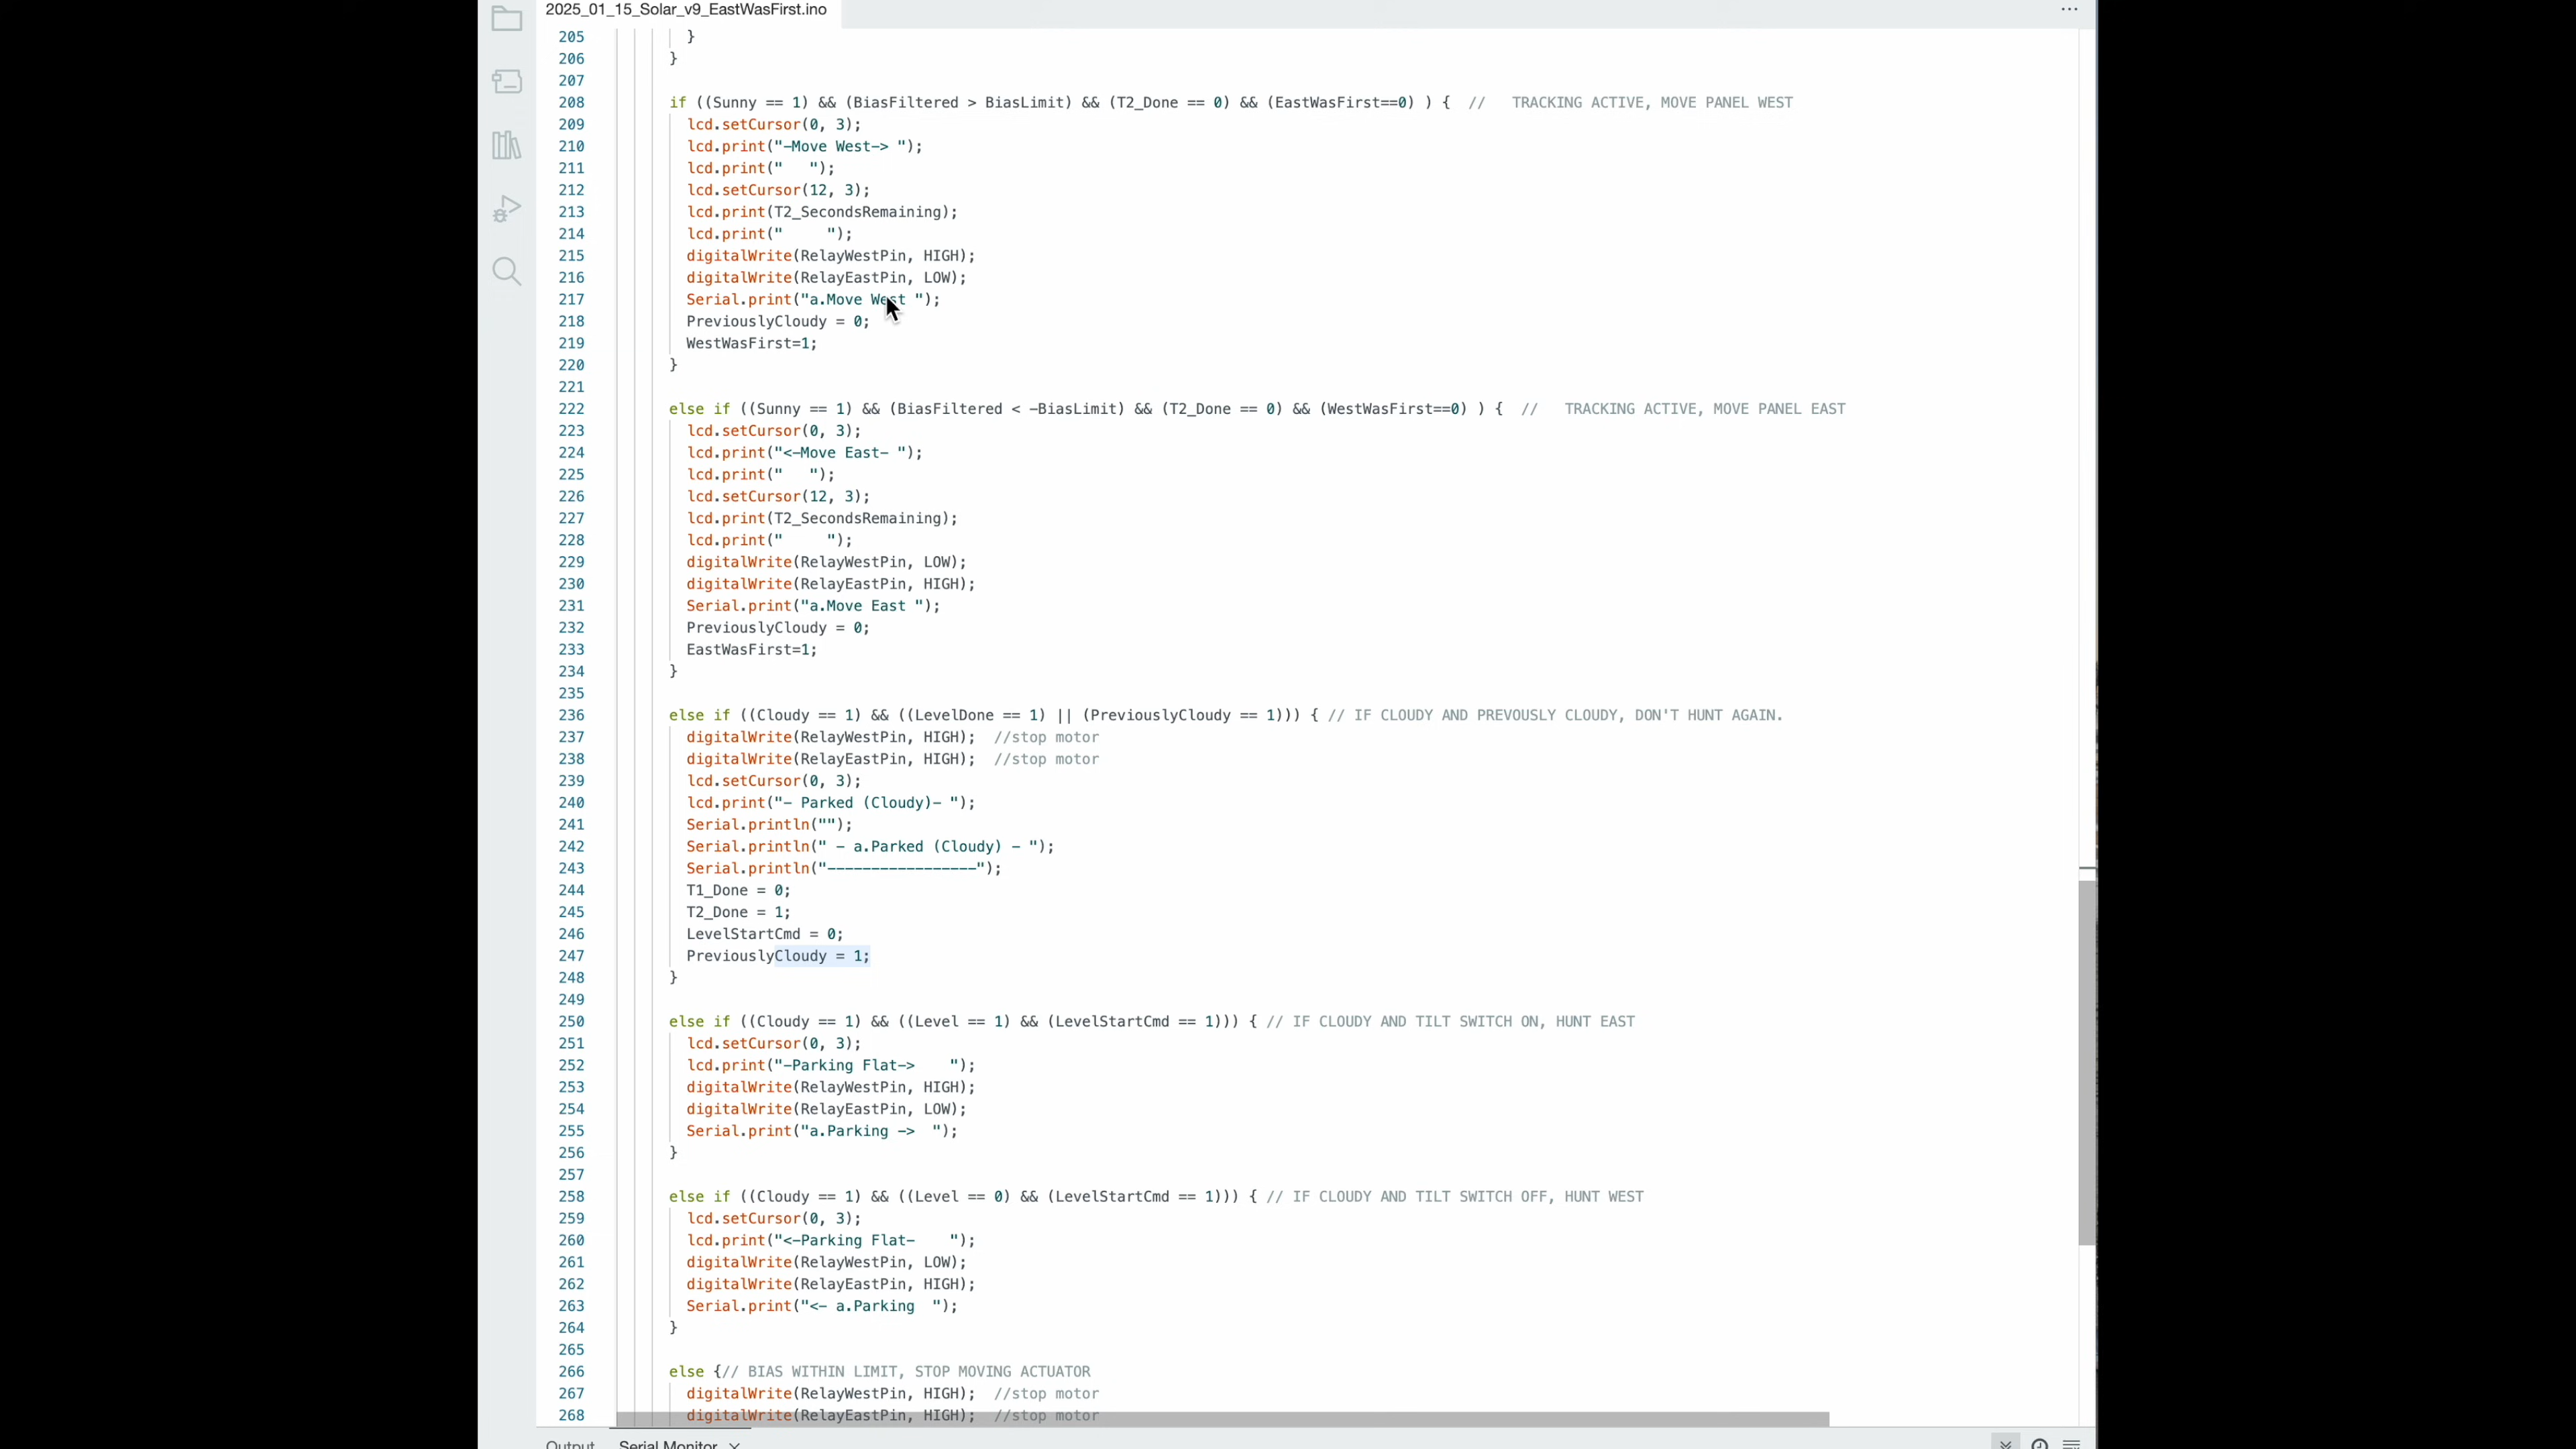 2025_01_15_Solar_v9_EastWasFirst.ino
...
205 }
206 }
207
208 if ((Sunny == 1) && (BiasFiltered > BiasLimit) && (T2_Done == 0) && (EastWasFirst==0) ) { //   TRACKING ACTIVE, MOVE PANEL WEST
209 lcd.setCursor(0, 3);
210 lcd.print("-Move West-> ");
211 lcd.print("   ");
212 lcd.setCursor(12, 3);
213 lcd.print(T2_SecondsRemaining);
214 lcd.print("     ");
215 digitalWrite(RelayWestPin, HIGH);
216 digitalWrite(RelayEastPin, LOW);
217 Serial.print("a.Move West ");
218 PreviouslyCloudy = 0;
219 WestWasFirst=1;
220 }
221
222 else if ((Sunny == 1) && (BiasFiltered < -BiasLimit) && (T2_Done == 0) && (WestWasFirst==0) ) { //   TRACKING ACTIVE, MOVE PANEL EAST
223 lcd.setCursor(0, 3);
224 lcd.print("<-Move East- ");
225 lcd.print("   ");
226 lcd.setCursor(12, 3);
227 lcd.print(T2_SecondsRemaining);
228 lcd.print("     ");
229 digitalWrite(RelayWestPin, LOW);
230 digitalWrite(RelayEastPin, HIGH);
231 Serial.print("a.Move East ");
232 PreviouslyCloudy = 0;
233 EastWasFirst=1;
234 }
235
236 else if ((Cloudy == 1) && ((LevelDone == 1) || (PreviouslyCloudy == 1))) { // IF CLOUDY AND PREVOUSLY CLOUDY, DON'T HUNT AGAIN.
237 digitalWrite(RelayWestPin, HIGH);  //stop motor
238 digitalWrite(RelayEastPin, HIGH);  //stop motor
239 lcd.setCursor(0, 3);
240 lcd.print("- Parked (Cloudy)- ");
241 Serial.println("");
242 Serial.println(" - a.Parked (Cloudy) - ");
243 Serial.println("-----------------");
244 T1_Done = 0;
245 T2_Done = 1;
246 LevelStartCmd = 0;
247 PreviouslyCloudy = 1;
248 }
249
250 else if ((Cloudy == 1) && ((Level == 1) && (LevelStartCmd == 1))) { // IF CLOUDY AND TILT SWITCH ON, HUNT EAST
251 lcd.setCursor(0, 3);
252 lcd.print("-Parking Flat->    ");
253 digitalWrite(RelayWestPin, HIGH);
254 digitalWrite(RelayEastPin, LOW);
255 Serial.print("a.Parking ->  ");
256 }
257
258 else if ((Cloudy == 1) && ((Level == 0) && (LevelStartCmd == 1))) { // IF CLOUDY AND TILT SWITCH OFF, HUNT WEST
259 lcd.setCursor(0, 3);
260 lcd.print("<-Parking Flat-    ");
261 digitalWrite(RelayWestPin, LOW);
262 digitalWrite(RelayEastPin, HIGH);
263 Serial.print("<- a.Parking  ");
264 }
265
266 else {// BIAS WITHIN LIMIT, STOP MOVING ACTUATOR
267 digitalWrite(RelayWestPin, HIGH);  //stop motor
268 digitalWrite(RelayEastPin, HIGH);  //stop motor
Output Serial Monitor